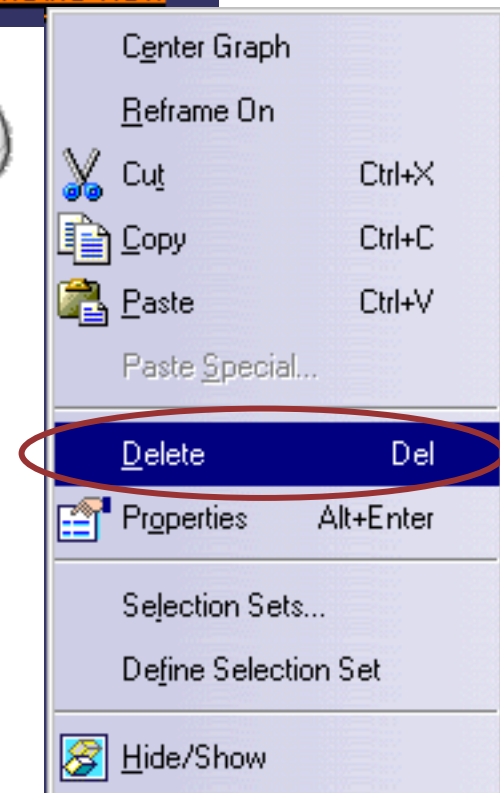 Center Graph
Reframe On
Cut Ctrl+X
Copy Ctrl+C
Paste Ctrl+V
Paste Special...
Delete Del
Properties Alt+Enter
Selection Sets...
Define Selection Set
Hide/Show